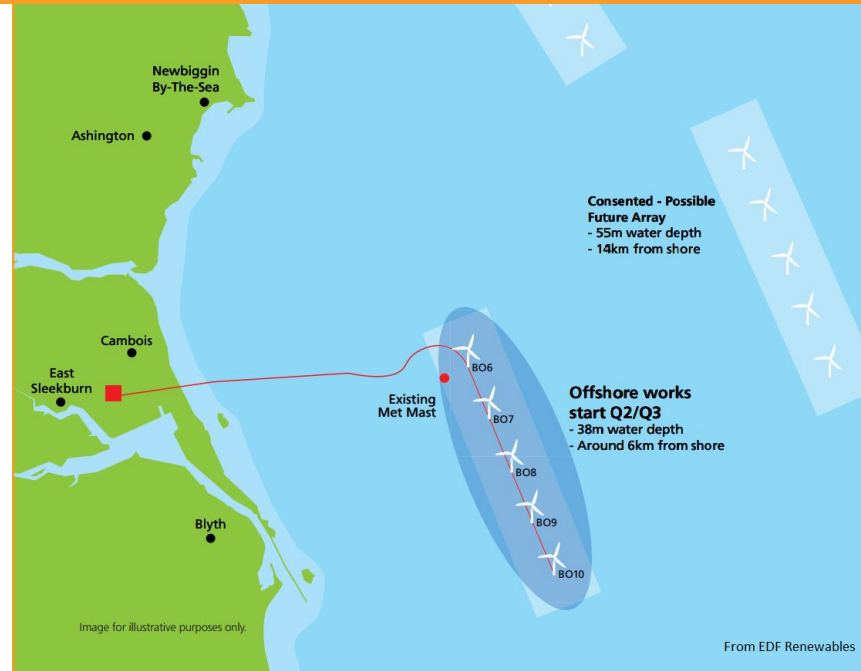 Newbiggin
By-The-Sea
Ashington
Consented - Possible
Future Array
- 55m water depth
- 14km from shore
Cambois
East
Sleekburn
BO6
Existing
Met Mast
BO7
Offshore works
start Q2/Q3
- 38m water depth
- Around 6km from shore
BO8
BO9
Blyth
BO10
Image for illustrative purposes only.
From EDF Renewables